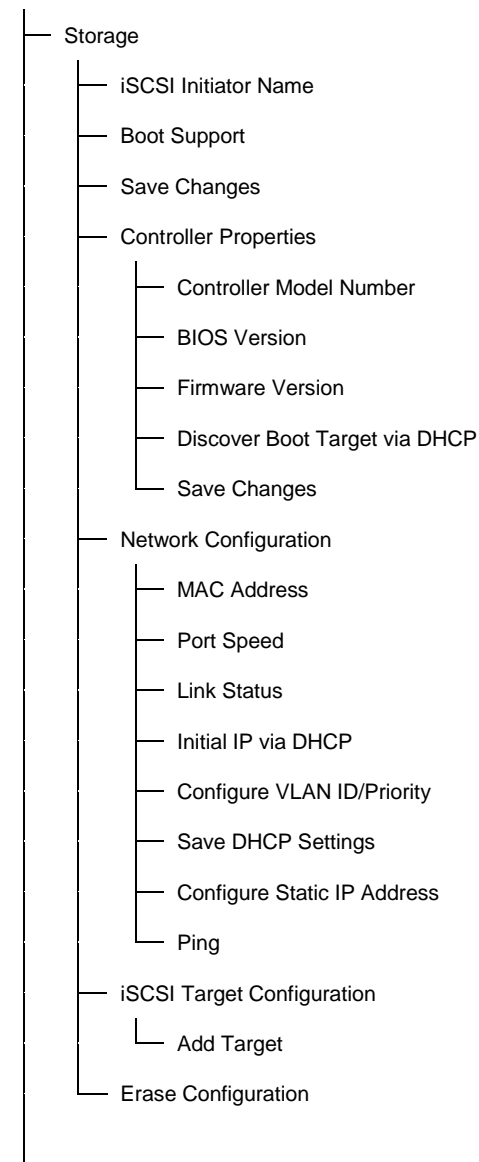 Storage
iSCSI Initiator Name
Boot Support
Save Changes
Controller Properties
Controller Model Number
BIOS Version
Firmware Version
Discover Boot Target via DHCP
Save Changes
Network Configuration
MAC Address
Port Speed
Link Status
Initial IP via DHCP
Configure VLAN ID/Priority
Save DHCP Settings
Configure Static IP Address
Ping
iSCSI Target Configuration
Add Target
Erase Configuration